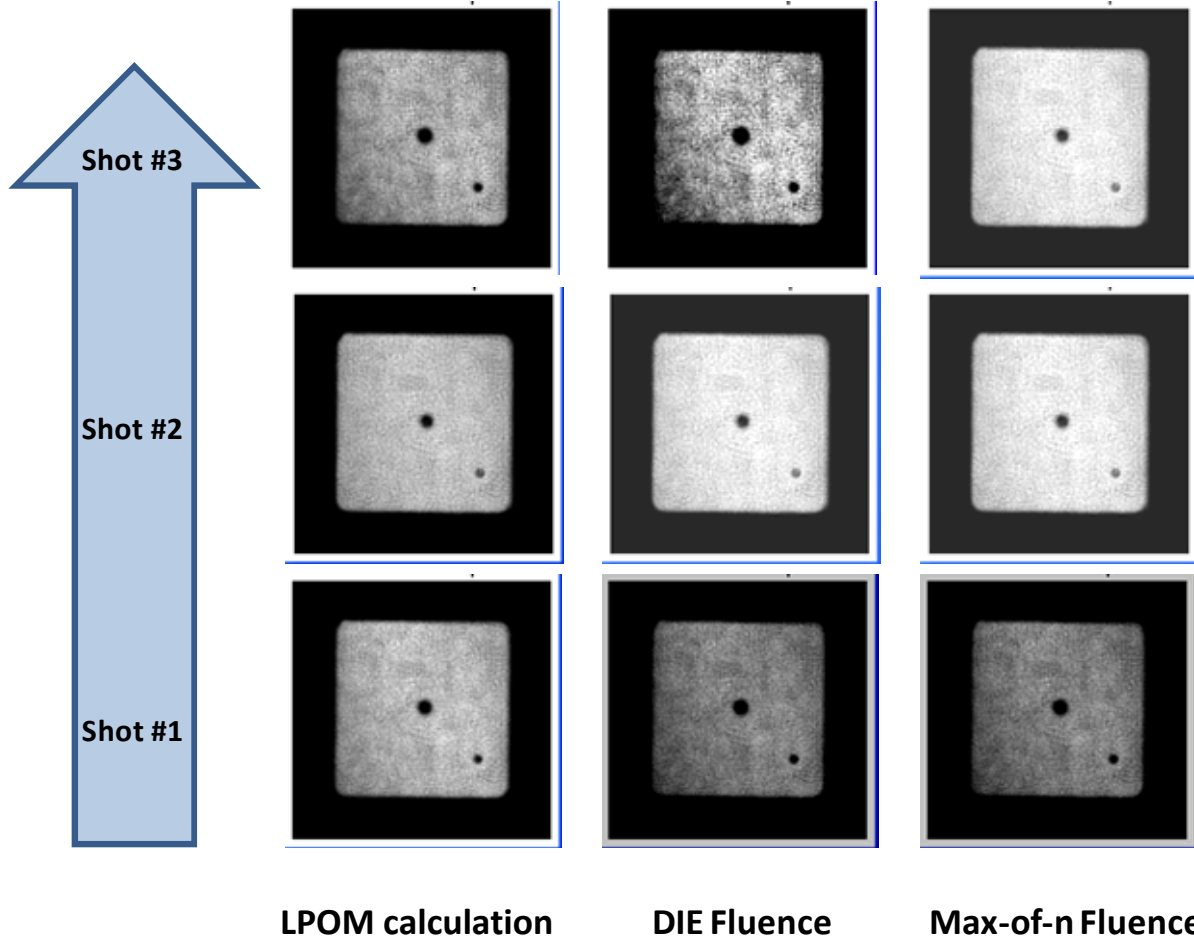 Shot #3
Shot #2
Shot #1
LPOM calculation
DIE Fluence
Max-of-n Fluence